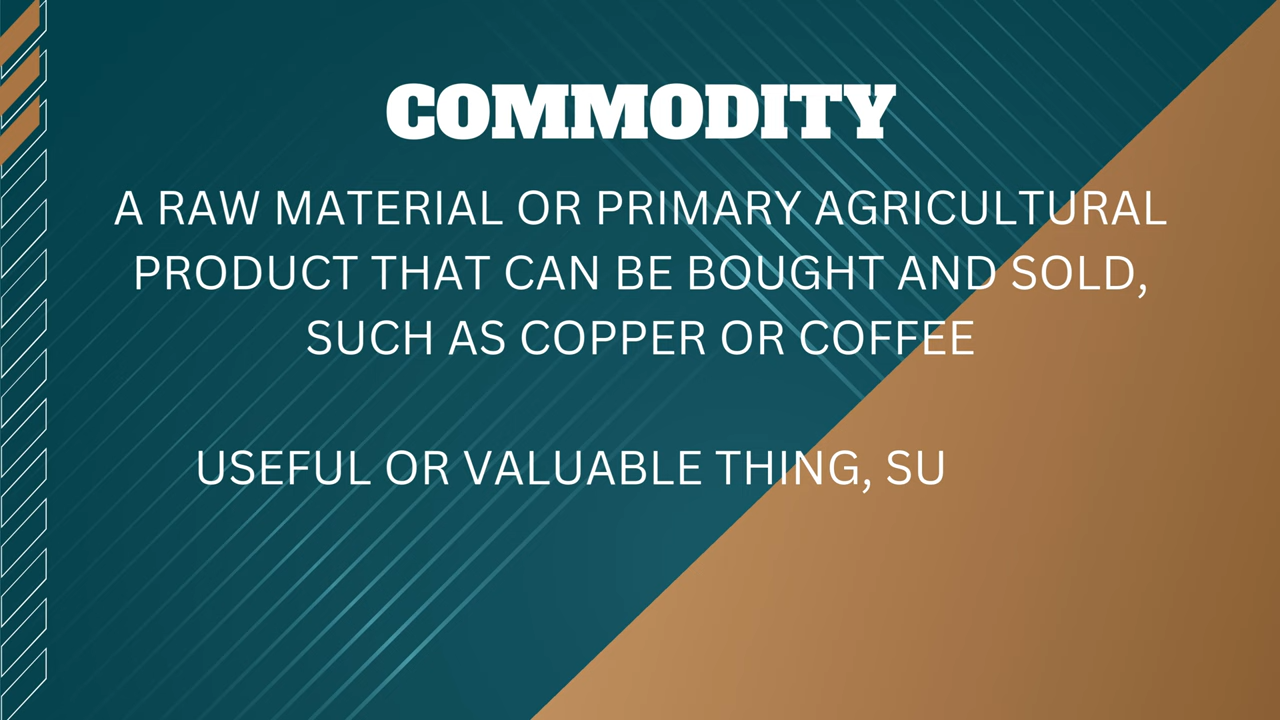 COMMODITY
A RAW MATERIAL OR PRIMARY AGRICULTURAL
PRODUCT THAT CAN BE BOUGHT AND SOLD,
SUCH AS COPPER OR COFFEE
USEFUL OR VALUABLE THING, SU